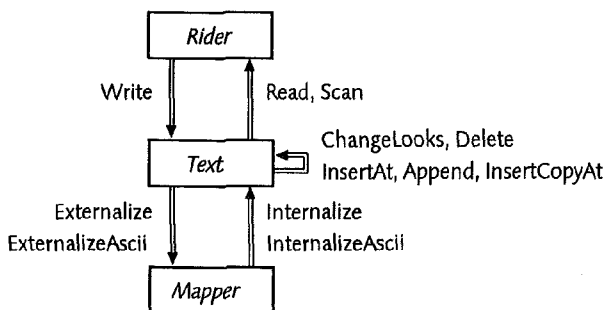 Rider
Write
Read, Scan
Text
ChangeLooks, Delete
InsertAt, Append, InsertCopyAt
Externalize
ExternalizeAscii
Internalize
InternalizeAscii
Mapper